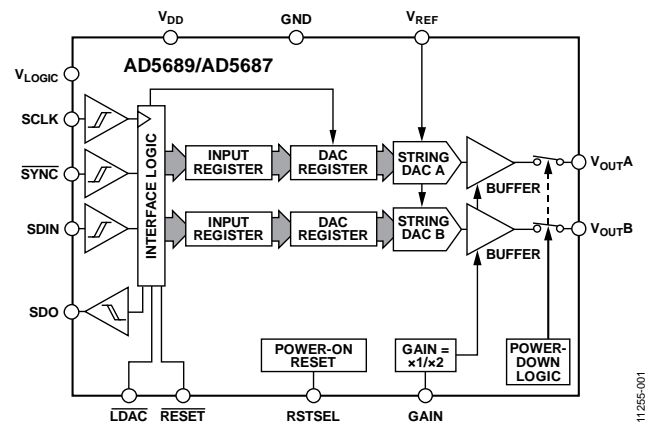 VDD
GND
VREF
AD5689/AD5687
VLOGIC
SCLK
SYNC
SDIN
SDO
INTERFACE LOGIC
INPUT
REGISTER
DAC
REGISTER
STRING
DAC A
BUFFER
VOUTA
INPUT
REGISTER
DAC
REGISTER
STRING
DAC B
BUFFER
VOUTB
POWER-ON
RESET
GAIN =
×1/×2
POWER-
DOWN
LOGIC
LDAC
RESET
RSTSEL
GAIN
11255-001